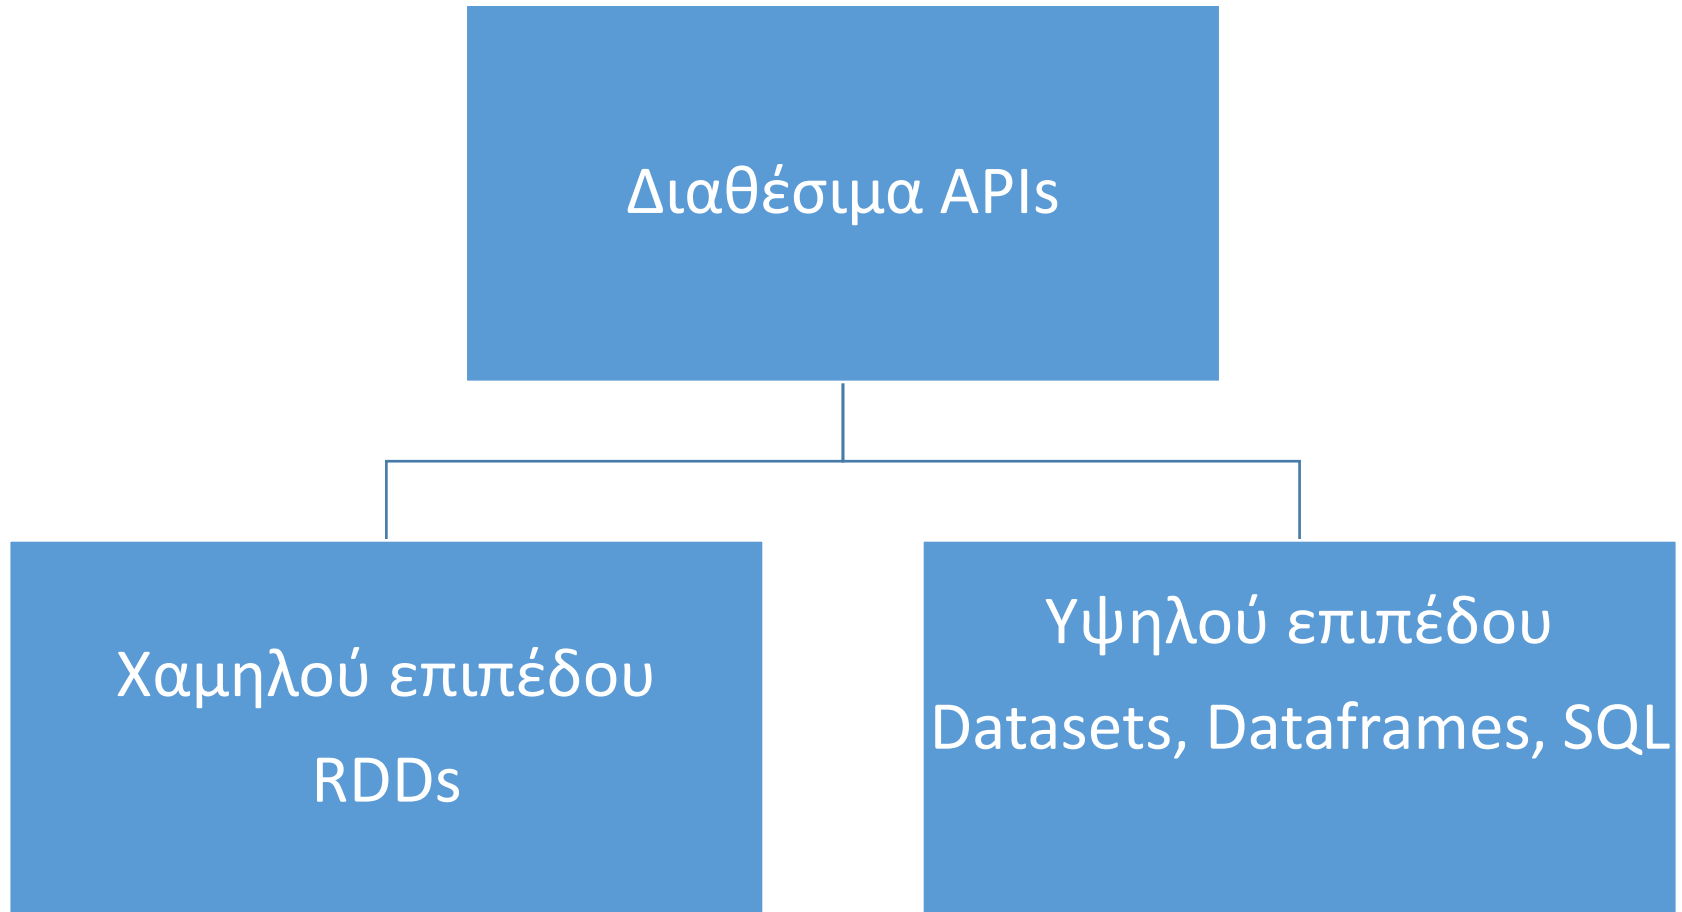 Διαθέσιμα APIs
Χαμηλού επιπέδου
RDDs
Υψηλού επιπέδου
Datasets, Dataframes, SQL